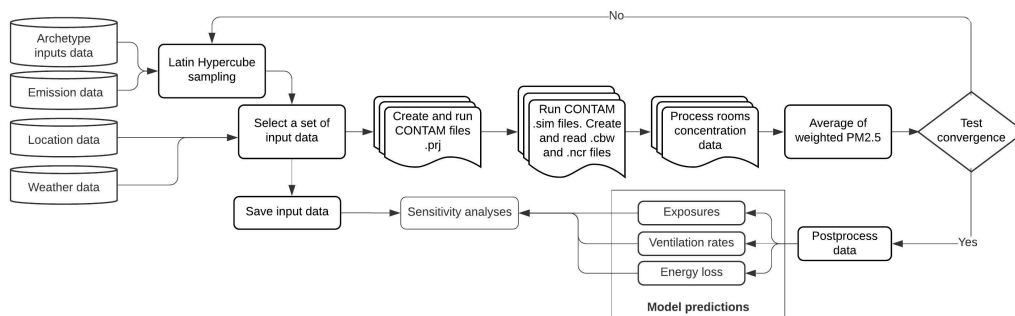 No
Archetype
inputs data
Latin Hypercube
sampling
Emission data
Location data
Weather data
Select a set of
input data
Create and run
CONTAM files
.prj
Run CONTAM
.sim files. Create
and read .cbw
and .ncr files
Process rooms
concentration
data
Average of
weighted PM2.5
Test
convergence
Save input data
Sensitivity analyses
Exposures
Ventilation rates
Energy loss
Model predictions
Postprocess
data
Yes